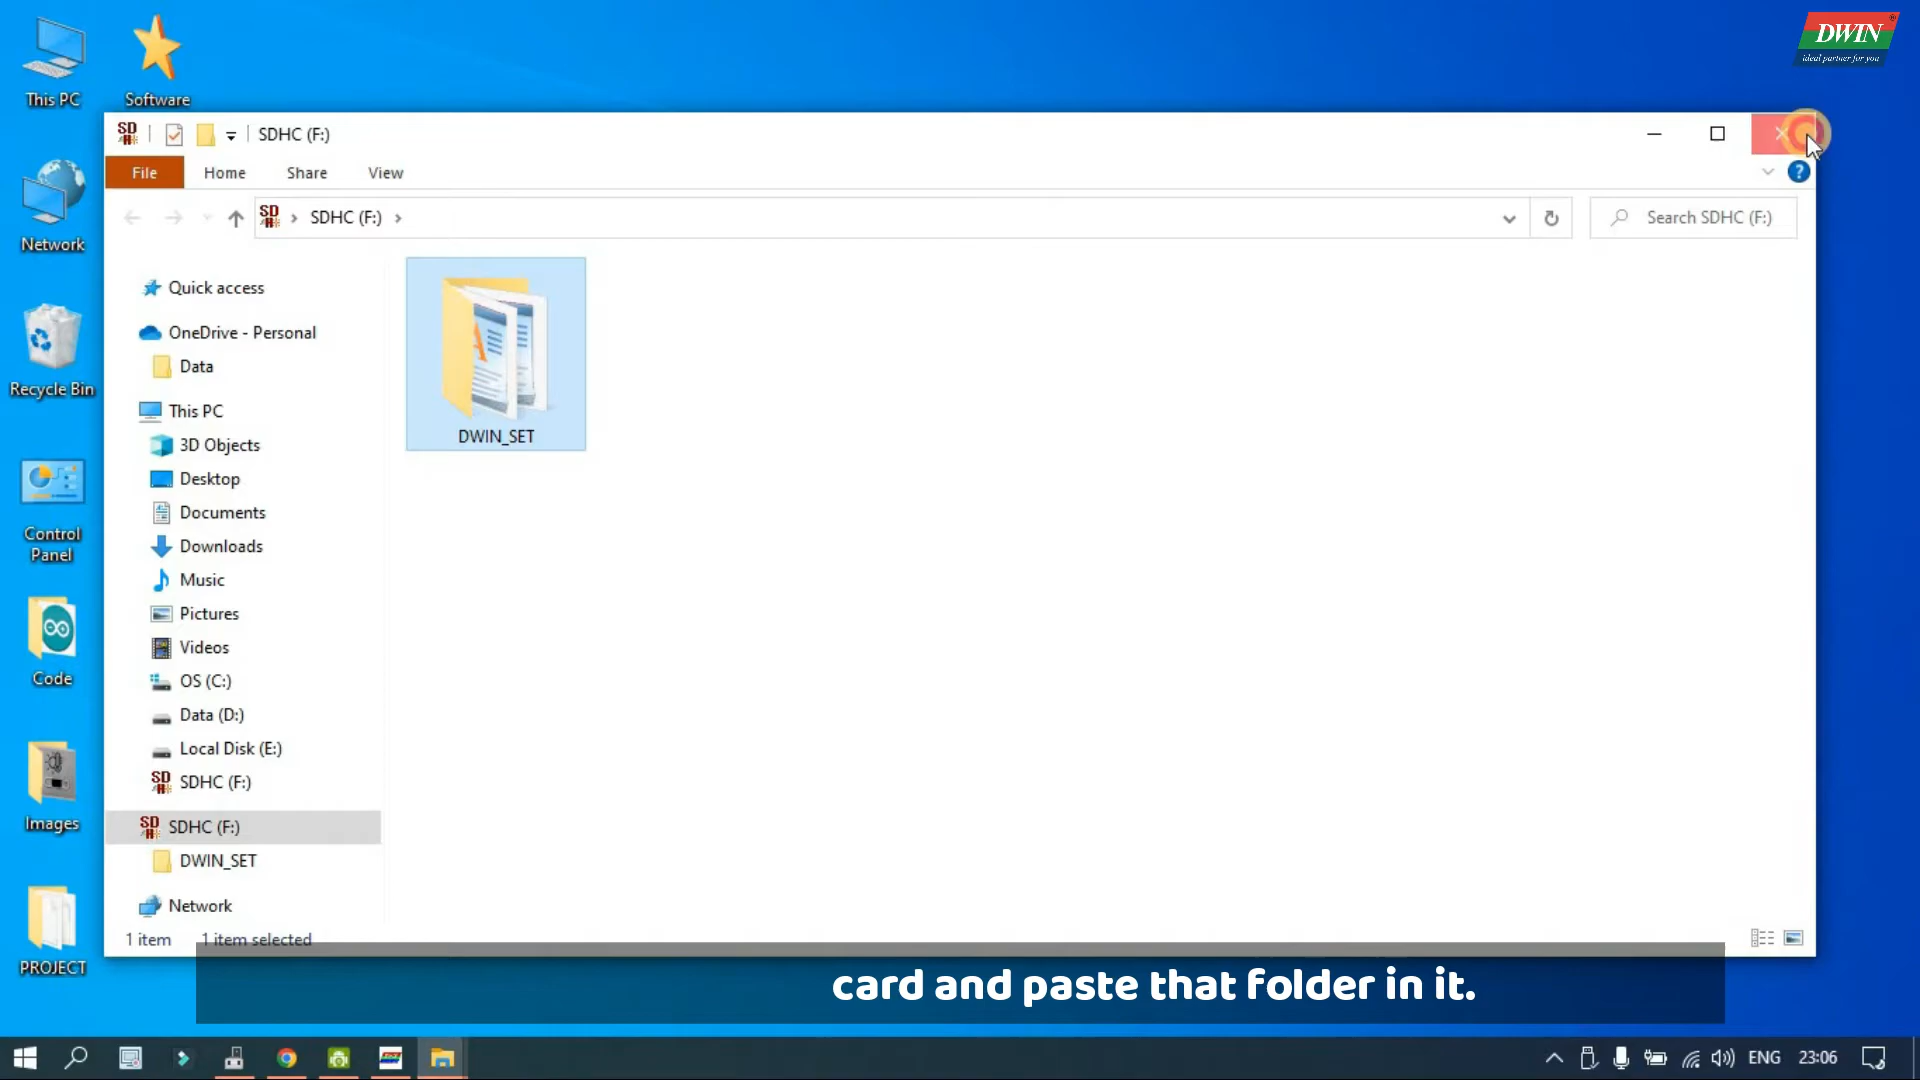 This PC
Software
DWIN
ideal partner for you
SDHC (F:)
File
Home
Share
View
SDHC (F:)
Search SDHC (F:)
Network
Recycle Bin
Control
Panel
Code
Images
PROJECT
Quick access
OneDrive - Personal
Data
This PC
3D Objects
Desktop
Documents
Downloads
Music
Pictures
Videos
OS (C:)
Data (D:)
Local Disk (E:)
SDHC (F:)
SDHC (F:)
DWIN_SET
Network
DWIN_SET
1 item
1 item selected
card and paste that folder in it.
ENG
23:06